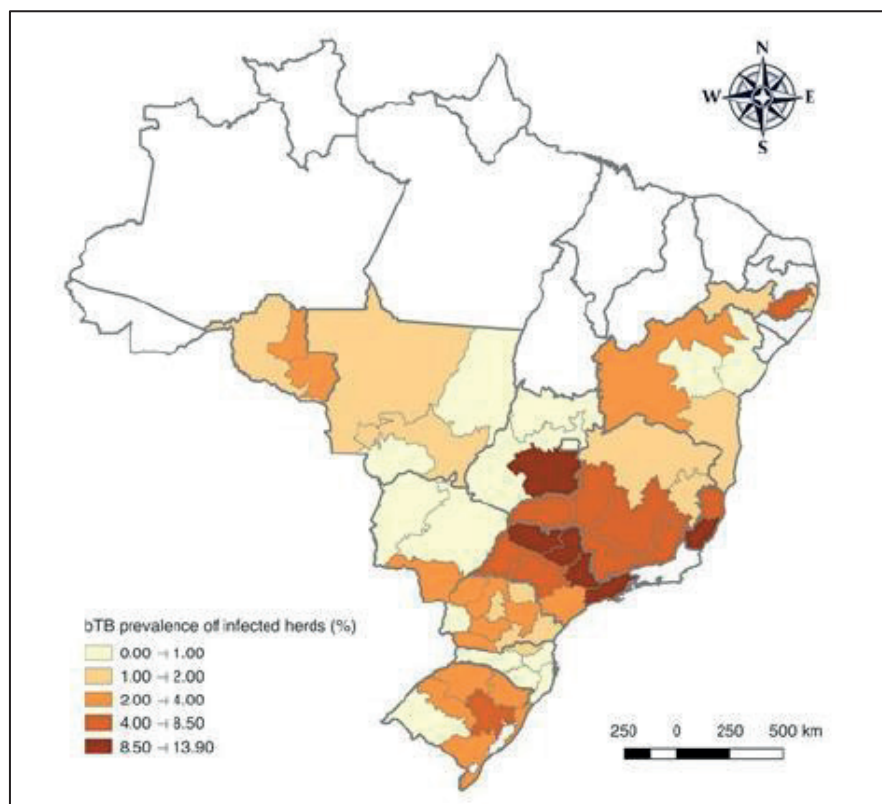 N
W E
S
bTB prevalence of infected herds (%)
0.00 ⊣ 1.00
1.00 ⊣ 2.00
2.00 ⊣ 4.00
4.00 ⊣ 8.50
8.50 ⊣ 13.90
250 0 250 500 km